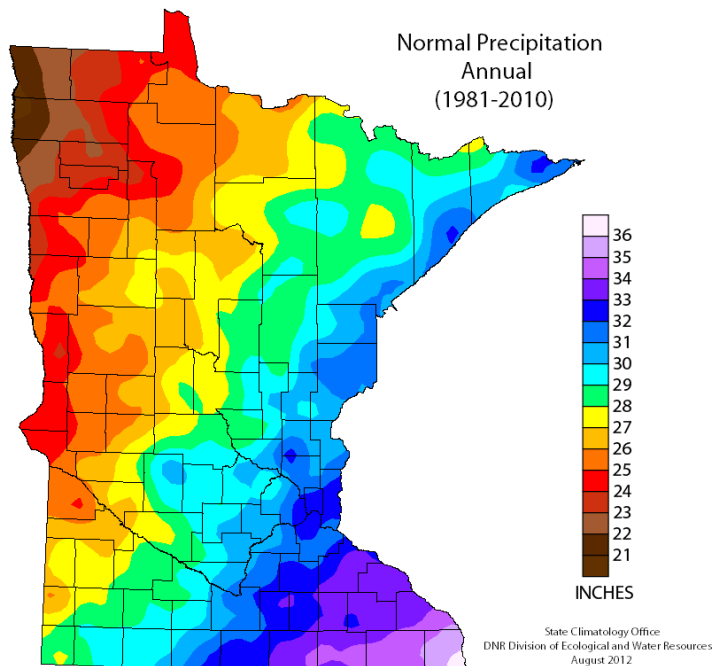 Normal Precipitation
Annual
(1981-2010)
36
35
34
33
32
31
30
29
28
27
26
25
24
23
22
21
INCHES
State Climatology Office
DNR Division of Ecological and Water Resources
August 2012